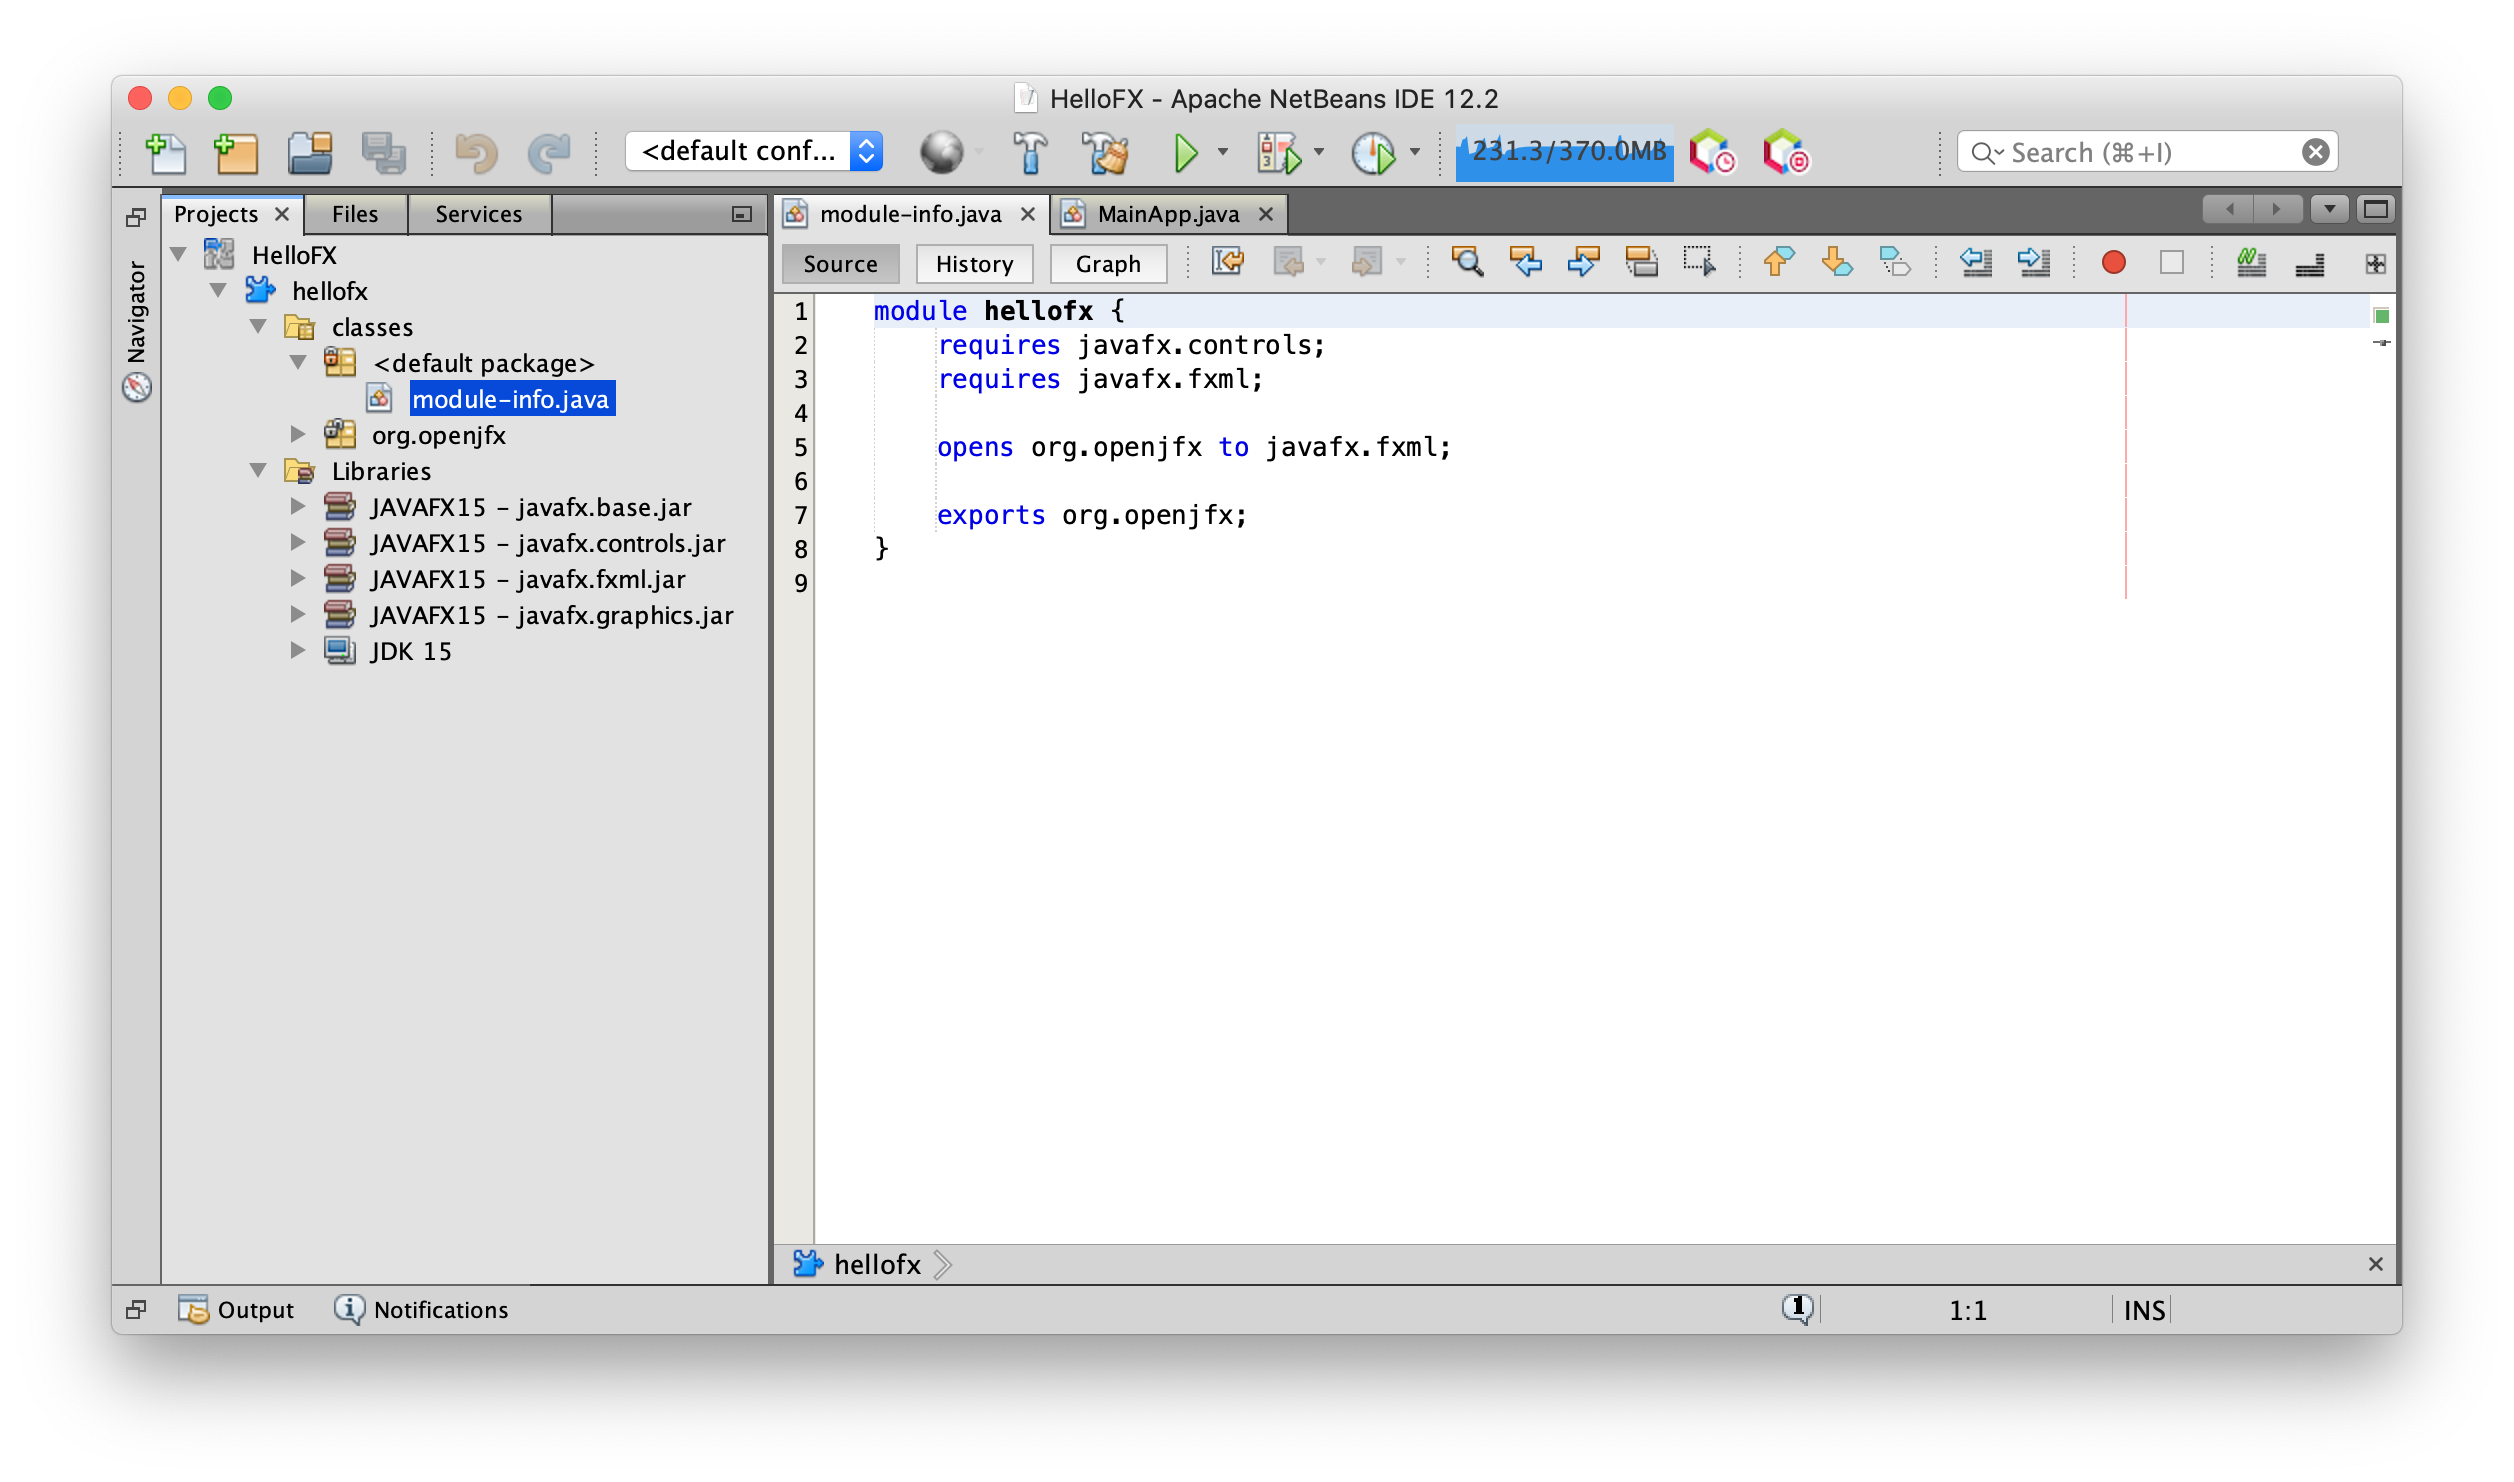 HelloFX - Apache NetBeans IDE 12.2
<default conf...
231.3/370.0MB
Search (⌘+I)
Projects
Files
Services
Navigator
HelloFX
hellofx
classes
<default package>
module-info.java
org.openjfx
Libraries
JAVAFX15 - javafx.base.jar
JAVAFX15 - javafx.controls.jar
JAVAFX15 - javafx.fxml.jar
JAVAFX15 - javafx.graphics.jar
JDK 15
module-info.java
MainApp.java
Source
History
Graph
1 module hellofx {
2 requires javafx.controls;
3 requires javafx.fxml;
4
5 opens org.openjfx to javafx.fxml;
6
7 exports org.openjfx;
8 }
9
hellofx
Output
Notifications
1
1:1
INS